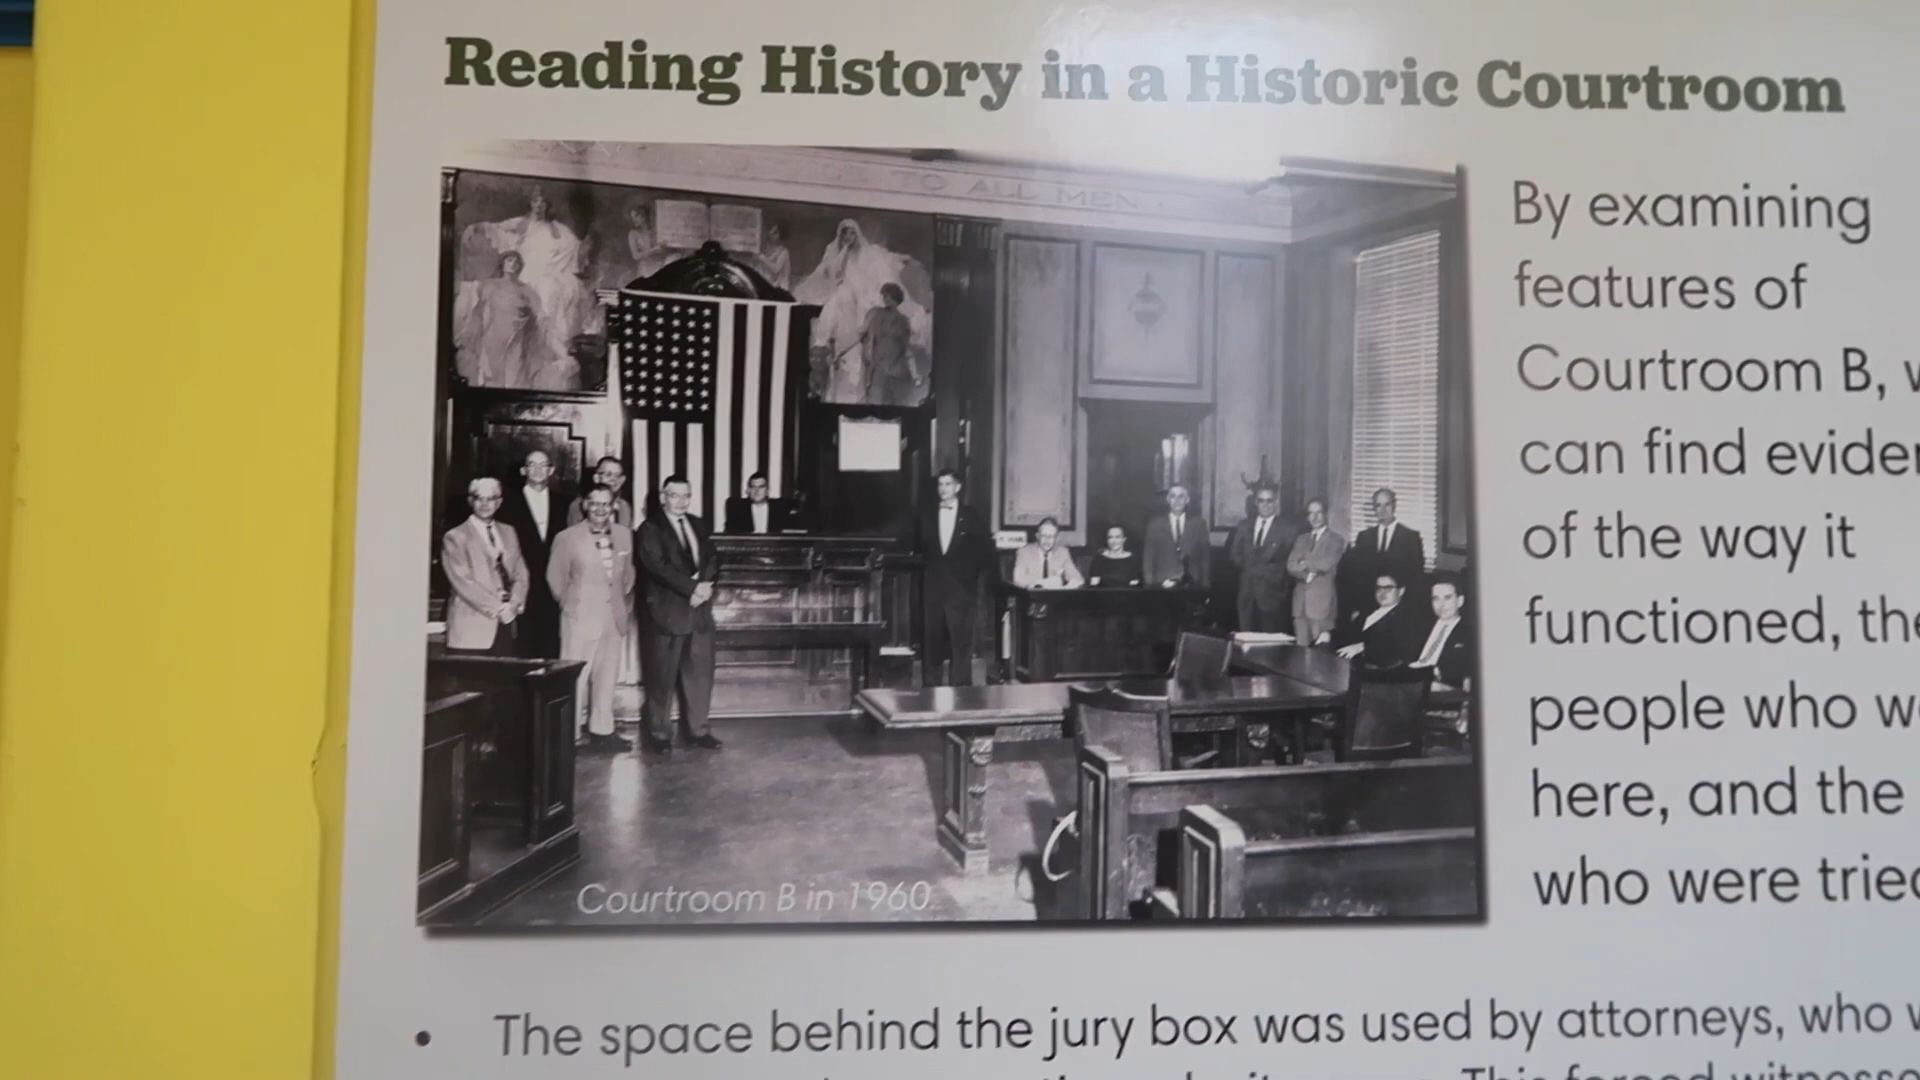 Reading History in a Historic Courtroom
TO ALL MEN
By examining
features of
Courtroom B,
can find
of the way it
functioned,
people who
here, and the
who were
Courtroom B in 1960
• The space behind the jury box was used by attorneys, who
This forced